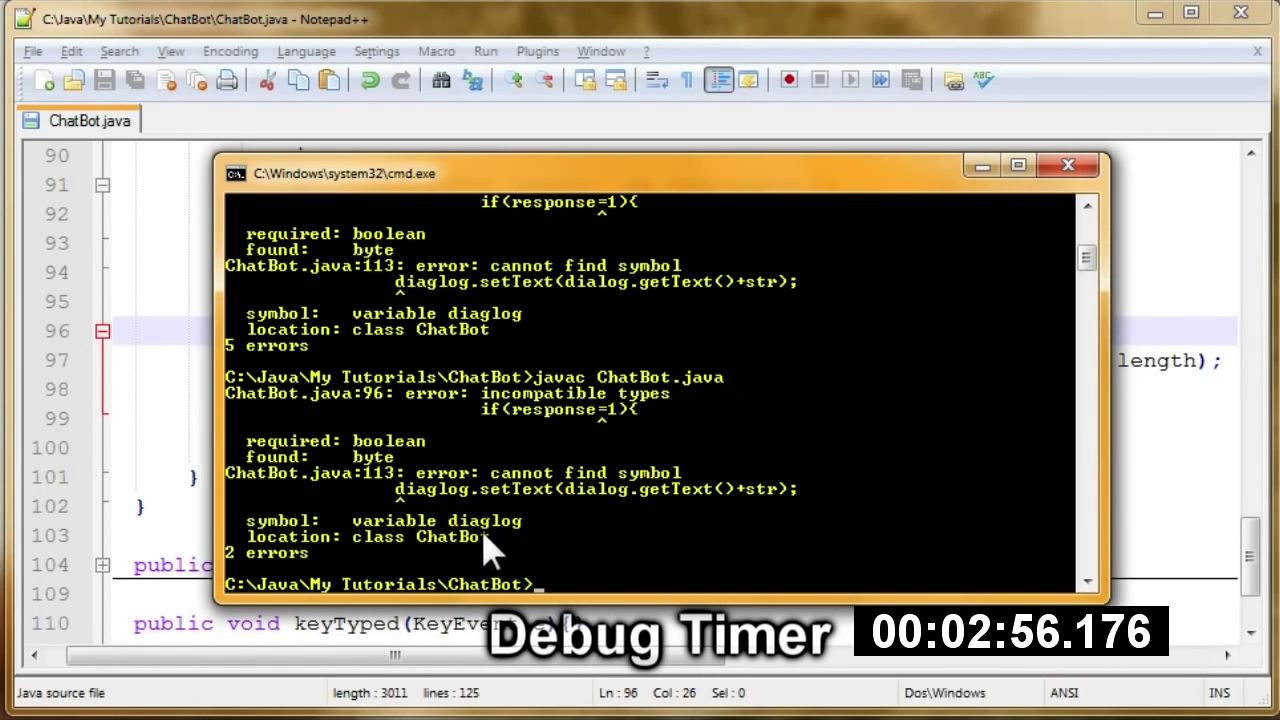 C:\Java\My Tutorials\ChatBot\ChatBot.java - Notepad++
File Edit Search View Encoding Language Settings Macro Run Plugins Window ? X
ChatBot.java
90
91
92
93
94
95
96
97 length);
98
99
100
101 }
102 }
103
104 public
109
110 public void keyTyped(KeyEvent
C:\Windows\system32\cmd.exe
if(response=1){
^
required: boolean
found:    byte
ChatBot.java:113: error: cannot find symbol
diaglog.setText(dialog.getText()+str);
^
symbol:   variable diaglog
location: class ChatBot
5 errors
C:\Java\My Tutorials\ChatBot>javac ChatBot.java
ChatBot.java:96: error: incompatible types
if(response=1){
^
required: boolean
found:    byte
ChatBot.java:113: error: cannot find symbol
diaglog.setText(dialog.getText()+str);
^
symbol:   variable diaglog
location: class ChatBot
2 errors
C:\Java\My Tutorials\ChatBot>_
Debug Timer 00:02:56.176
Java source file length : 3011 lines : 125 Ln : 96 Col : 26 Sel : 0 Dos\Windows ANSI INS